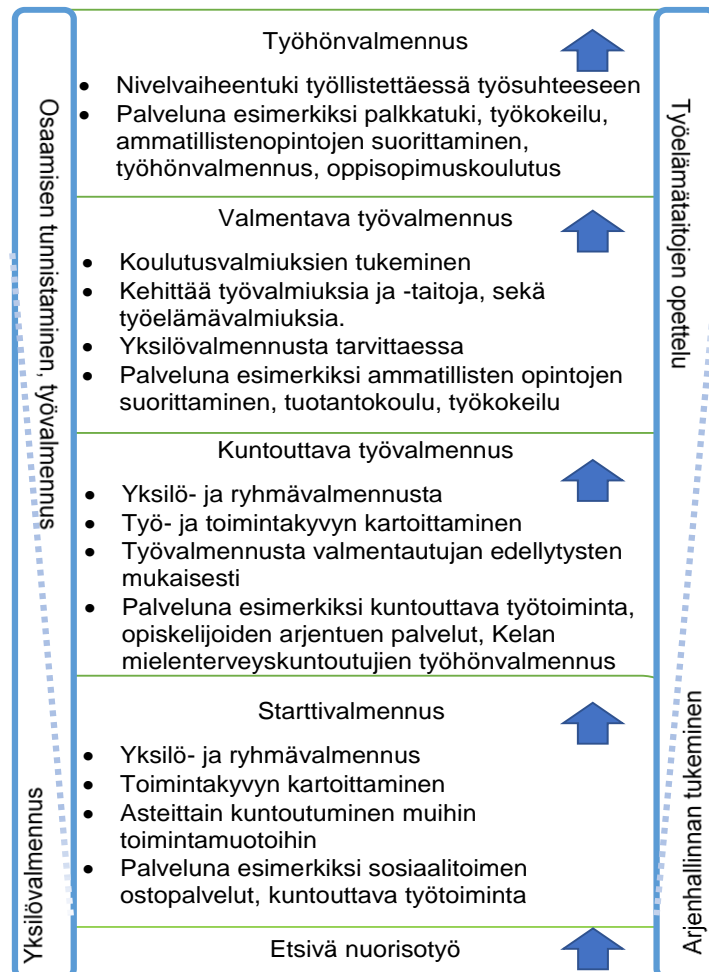 Työhönvalmennus
• Nivelvaiheentuki työllistettäessä työsuhteeseen
• Palveluna esimerkiksi palkkatuki, työkokeilu,
ammatillistenopintojen suorittaminen,
työhönvalmennus, oppisopimuskoulutus
Valmentava työvalmennus
• Koulutusvalmiuksien tukeminen
• Kehittää työvalmiuksia ja -taitoja, sekä
työelämävalmiuksia.
• Yksilövalmennusta tarvittaessa
• Palveluna esimerkiksi ammatillisten opintojen
suorittaminen, tuotantokoulu, työkokeilu
Kuntouttava työvalmennus
• Yksilö- ja ryhmävalmennusta
• Työ- ja toimintakyvyn kartoittaminen
• Työvalmennusta valmentautujan edellytysten
mukaisesti
• Palveluna esimerkiksi kuntouttava työtoiminta,
opiskelijoiden arjentuen palvelut, Kelan
mielenterveyskuntoutujien työhönvalmennus
Starttivalmennus
• Yksilö- ja ryhmävalmennus
• Toimintakyvyn kartoittaminen
• Asteittain kuntoutuminen muihin
toimintamuotoihin
• Palveluna esimerkiksi sosiaalitoimen
ostopalvelut, kuntouttava työtoiminta
Etsivä nuorisotyö
Osaamisen tunnistaminen, työvalmennus
Yksilövalmennus
Työelämätaitojen opettelu
Arjenhallinnan tukeminen